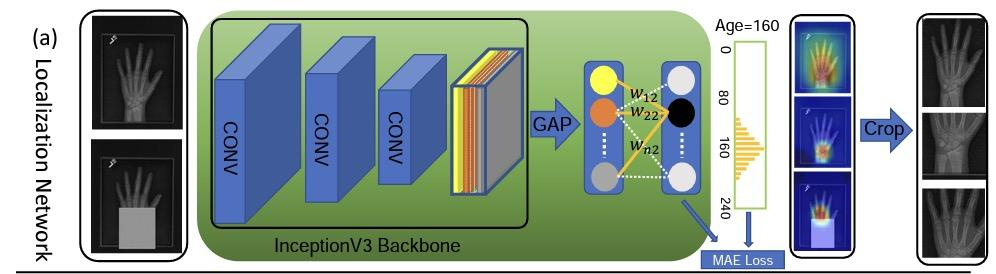 (a)
Localization Network
CONV
CONV
CONV
InceptionV3 Backbone
GAP
w12
w22
wn2
Age=160
0
80
160
240
MAE Loss
Crop